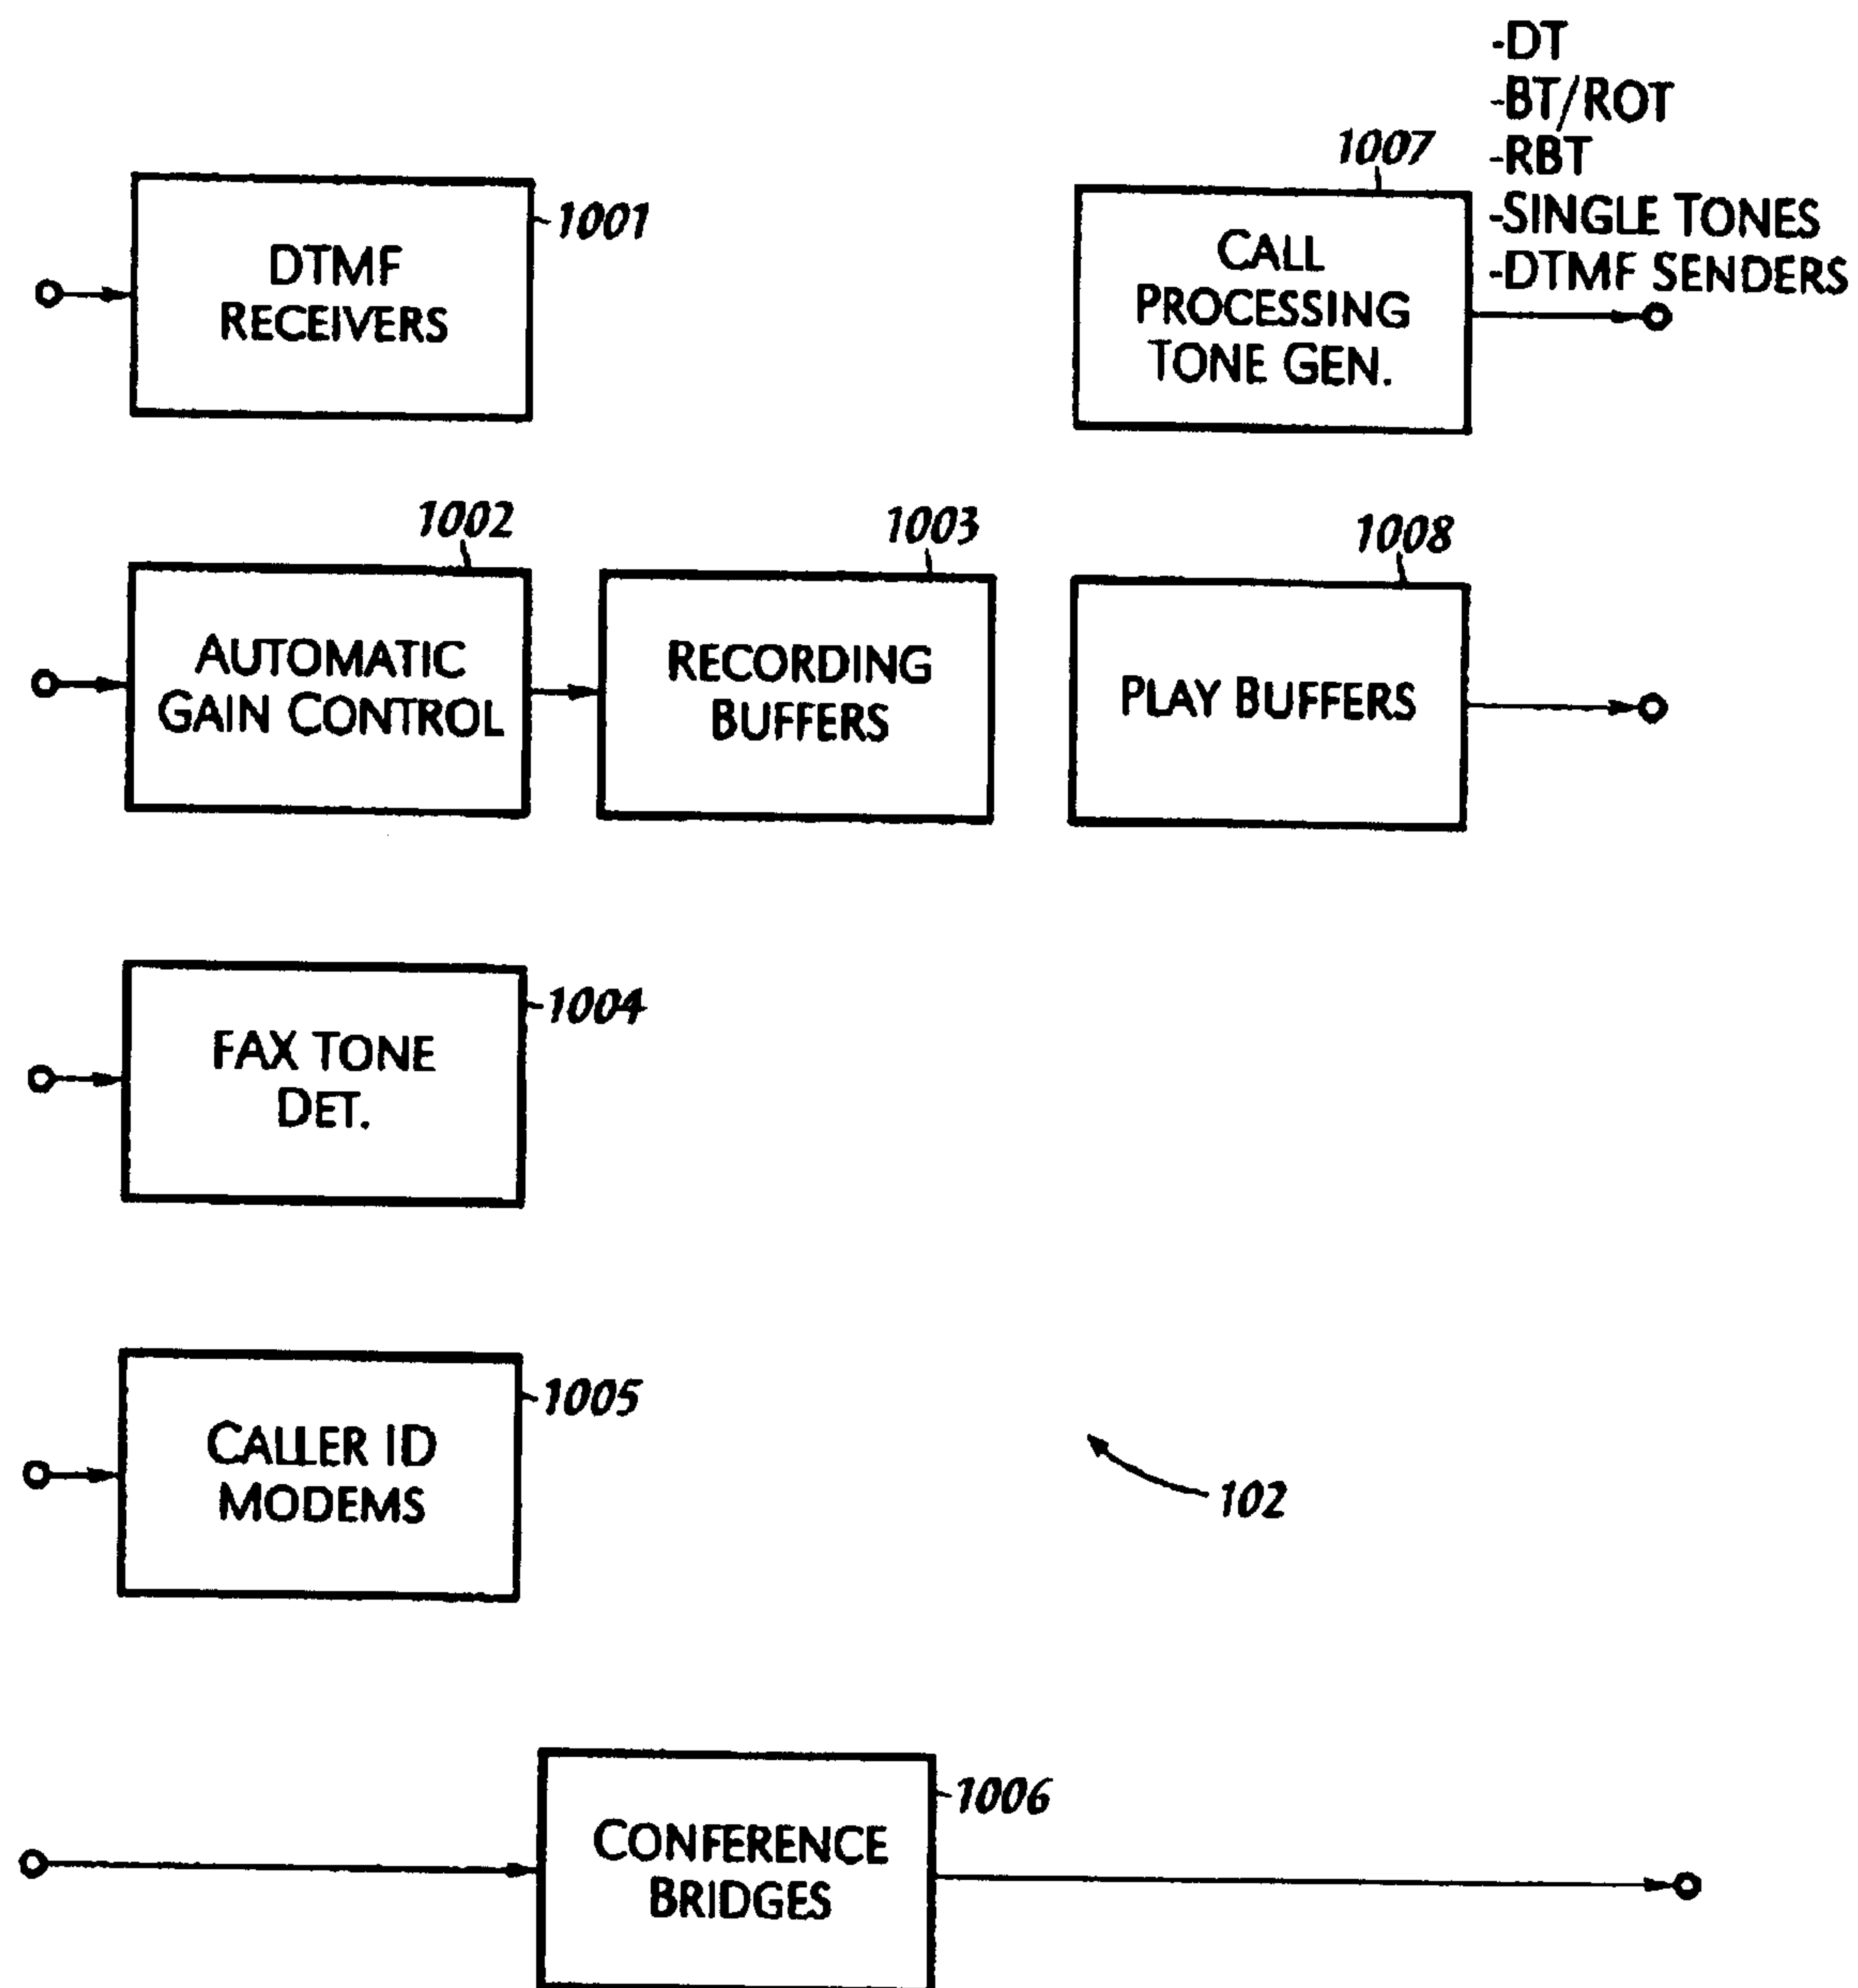 -DT
-BT/ROT
-RBT
-SINGLE TONES
-DTMF SENDERS
1007
1001
DTMF
RECEIVERS
CALL
PROCESSING
TONE GEN.
1002
1003
1008
AUTOMATIC
GAIN CONTROL
RECORDING
BUFFERS
PLAY BUFFERS
1004
FAX TONE
DET.
1005
CALLER ID
MODEMS
102
1006
CONFERENCE
BRIDGES